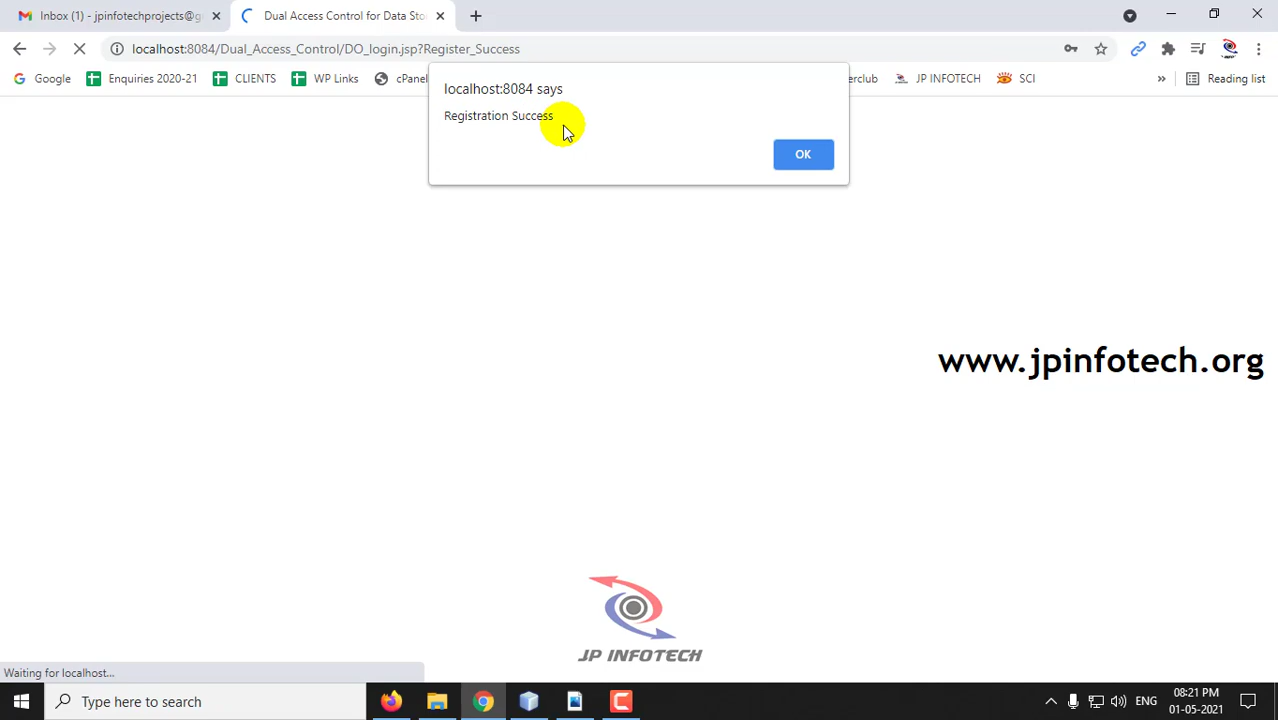 Inbox (1) - jpinfotechprojects@g
Dual Access Control for Data Sto
localhost:8084/Dual_Access_Control/DO_login.jsp?Register_Success
Google
Enquiries 2020-21
CLIENTS
WP Links
cPanel
erclub
JP INFOTECH
SCI
»
Reading list
localhost:8084 says
Registration Success
OK
www.jpinfotech.org
JP INFOTECH
Waiting for localhost...
Type here to search
ENG
08:21 PM
01-05-2021